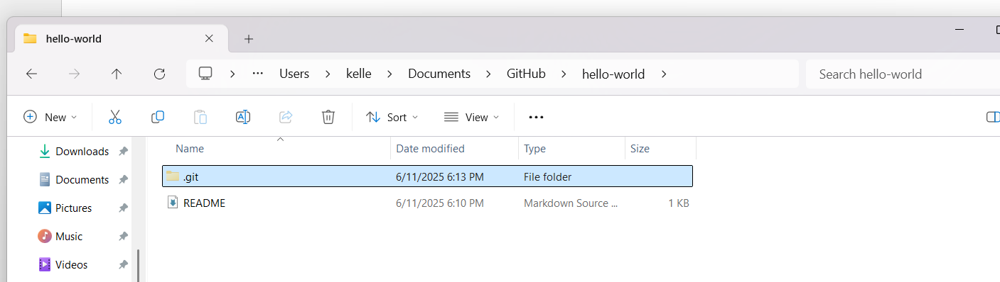 hello-world
Users > kelle > Documents > GitHub > hello-world >
Search hello-world
New
Sort
View
Name Date modified Type Size
Downloads
.git 6/11/2025 6:13 PM File folder
Documents
README 6/11/2025 6:10 PM Markdown Source ... 1 KB
Pictures
Music
Videos